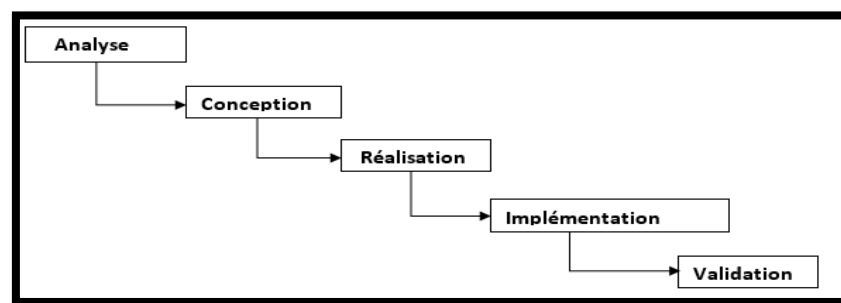 Analyse
Conception
Réalisation
Implémentation
Validation